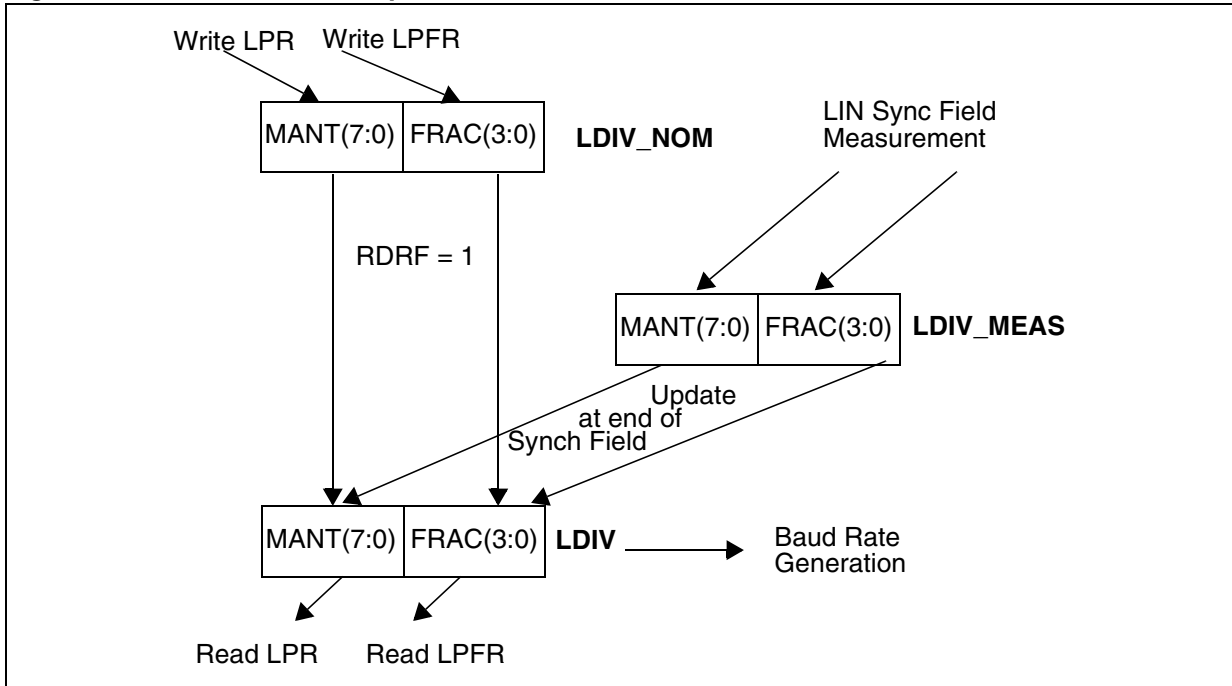 Write LPR
Write LPFR
MANT(7:0)
FRAC(3:0)
LDIV_NOM
LIN Sync Field
Measurement
RDRF = 1
MANT(7:0)
FRAC(3:0)
LDIV_MEAS
Update
at end of
Synch Field
MANT(7:0)
FRAC(3:0)
LDIV
Baud Rate
Generation
Read LPR
Read LPFR